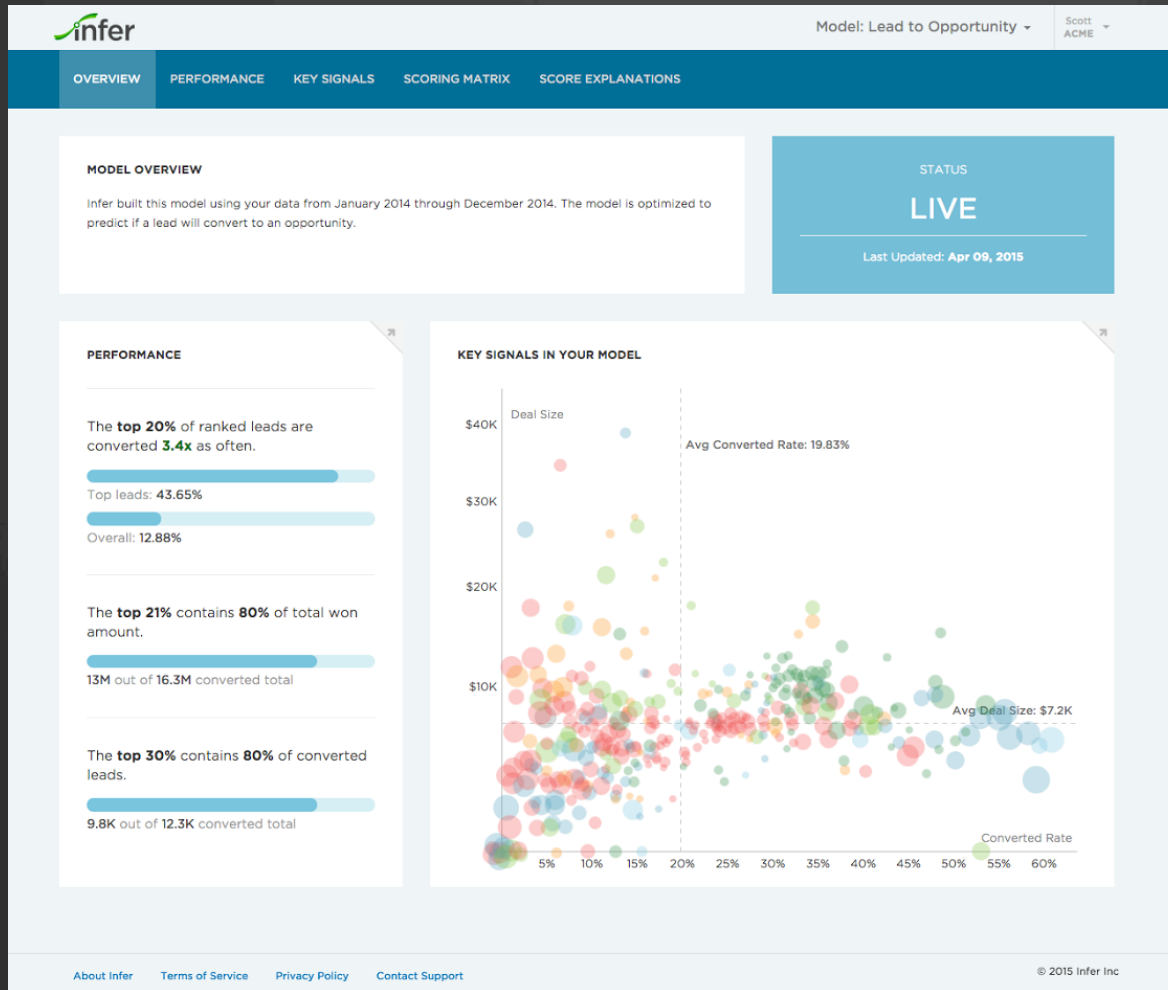 infer
Model: Lead to Opportunity
Scott
ACME
OVERVIEW
PERFORMANCE
KEY SIGNALS
SCORING MATRIX
SCORE EXPLANATIONS
MODEL OVERVIEW
Infer built this model using your data from January 2014 through December 2014. The model is optimized to
predict if a lead will convert to an opportunity.
STATUS
LIVE
Last Updated: Apr 09, 2015
PERFORMANCE
The top 20% of ranked leads are
converted 3.4x as often.
Top leads: 43.65%
Overall: 12.88%
The top 21% contains 80% of total won
amount.
13M out of 16.3M converted total
The top 30% contains 80% of converted
leads.
9.8K out of 12.3K converted total
KEY SIGNALS IN YOUR MODEL
Deal Size
$40K
Avg Converted Rate: 19.83%
$30K
$20K
$10K
Avg Deal Size: $7.2K
Converted Rate
5% 10% 15% 20% 25% 30% 35% 40% 45% 50% 55% 60%
About Infer
Terms of Service
Privacy Policy
Contact Support
© 2015 Infer Inc